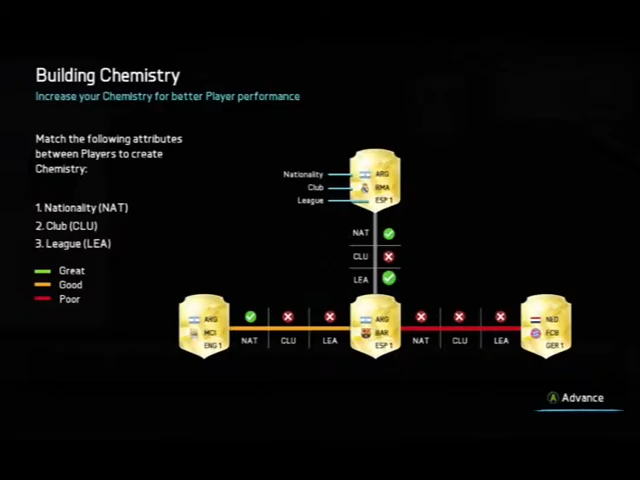 Building Chemistry
Increase your Chemistry for better Player performance
Match the following attributes
between Players to create
Chemistry:
1. Nationality (NAT)
2. Club (CLU)
3. League (LEA)
Great
Good
Poor
Nationality
Club
League
ARG
RMA
ESP 1
NAT
CLU
LEA
ARG
MCI
ENG 1
NAT CLU LEA
ARG
BAR
ESP 1
NAT CLU LEA
NED
FCB
GER 1
A Advance